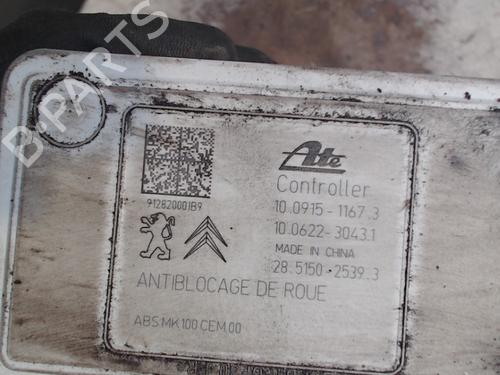 B-PARTS
Ate
Controller
912820001B9
10.0915-1167.3
10.0622-3043.1
MADE IN CHINA
28.5150-2539.3
ANTIBLOCAGE DE ROUE
ABS MK100 CEM 00